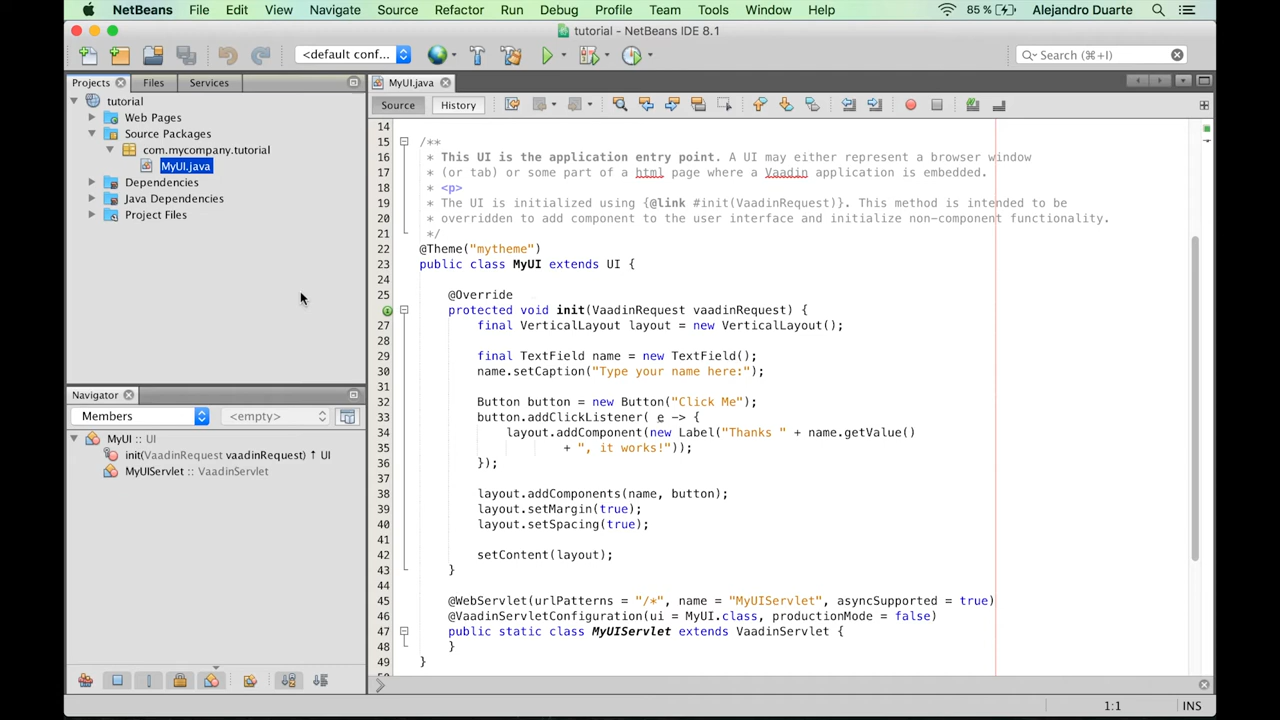 NetBeans File Edit View Navigate Source Refactor Run Debug Profile Team Tools Window Help 85 % Alejandro Duarte
tutorial - NetBeans IDE 8.1
<default conf... Search (⌘+I)
Projects Files Services
tutorial
Web Pages
Source Packages
com.mycompany.tutorial
MyUI.java
Dependencies
Java Dependencies
Project Files
Navigator
Members <empty>
MyUI :: UI
init(VaadinRequest vaadinRequest) ↑ UI
MyUIServlet :: VaadinServlet
MyUI.java
Source History
14
15 /**
16 * This UI is the application entry point. A UI may either represent a browser window
17 * (or tab) or some part of a html page where a Vaadin application is embedded.
18 * <p>
19 * The UI is initialized using {@link #init(VaadinRequest)}. This method is intended to be
20 * overridden to add component to the user interface and initialize non-component functionality.
21 */
22 @Theme("mytheme")
23 public class MyUI extends UI {
24
25 @Override
protected void init(VaadinRequest vaadinRequest) {
27 final VerticalLayout layout = new VerticalLayout();
28
29 final TextField name = new TextField();
30 name.setCaption("Type your name here:");
31
32 Button button = new Button("Click Me");
33 button.addClickListener( e -> {
34 layout.addComponent(new Label("Thanks " + name.getValue()
35 + ", it works!"));
36 });
37
38 layout.addComponents(name, button);
39 layout.setMargin(true);
40 layout.setSpacing(true);
41
42 setContent(layout);
43 }
44
45 @WebServlet(urlPatterns = "/*", name = "MyUIServlet", asyncSupported = true)
46 @VaadinServletConfiguration(ui = MyUI.class, productionMode = false)
47 public static class MyUIServlet extends VaadinServlet {
48 }
49 }
1:1 INS